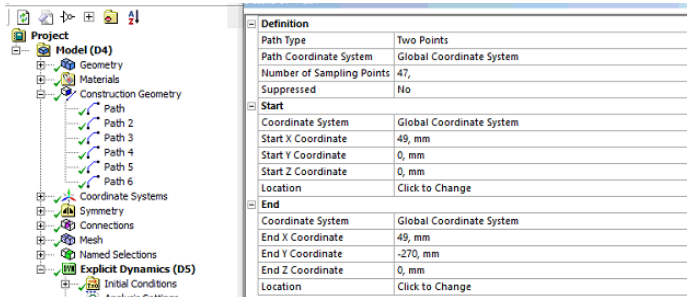 Project
Model (D4)
Geometry
Materials
Construction Geometry
Path
Path 2
Path 3
Path 4
Path 5
Path 6
Coordinate Systems
Symmetry
Connections
Mesh
Named Selections
Explicit Dynamics (D5)
Initial Conditions
Analysis Settings
Definition
Path Type Two Points
Path Coordinate System Global Coordinate System
Number of Sampling Points 47,
Suppressed No
Start
Coordinate System Global Coordinate System
Start X Coordinate 49, mm
Start Y Coordinate 0, mm
Start Z Coordinate 0, mm
Location Click to Change
End
Coordinate System Global Coordinate System
End X Coordinate 49, mm
End Y Coordinate -270, mm
End Z Coordinate 0, mm
Location Click to Change